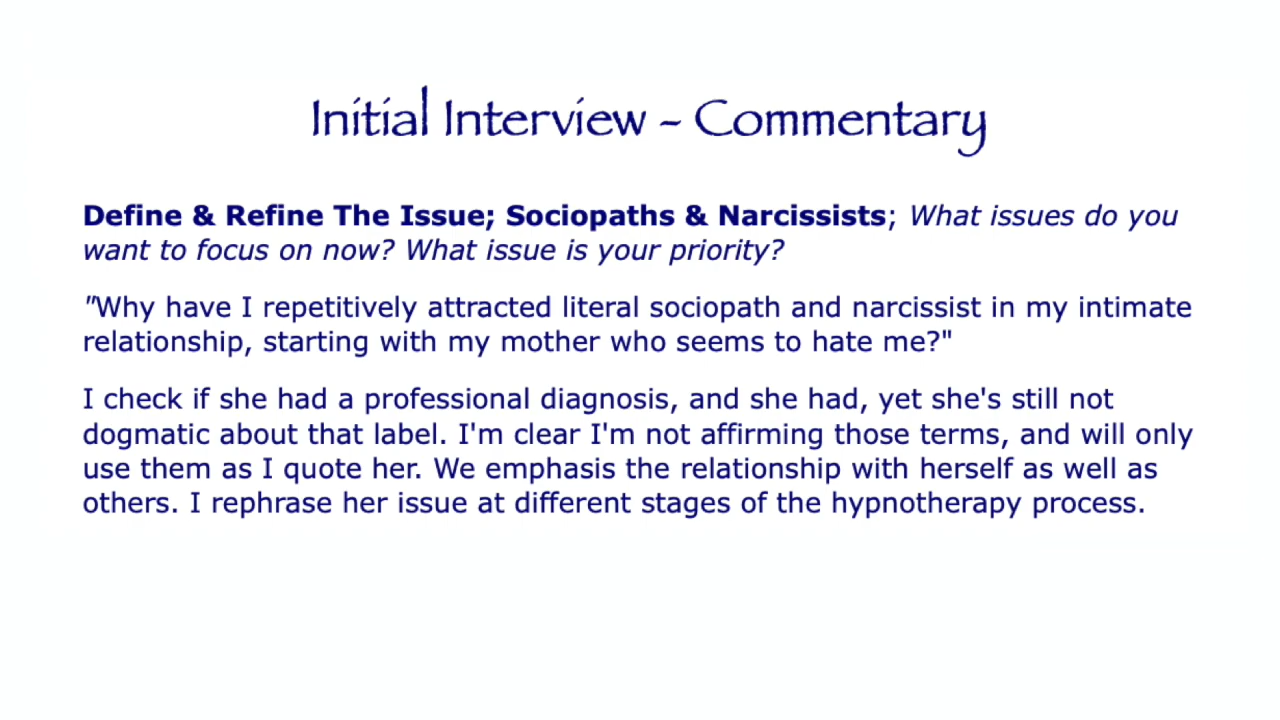 Initial Interview - Commentary
Define & Refine The Issue; Sociopaths & Narcissists; What issues do you
want to focus on now? What issue is your priority?
"Why have I repetitively attracted literal sociopath and narcissist in my intimate
relationship, starting with my mother who seems to hate me?"
I check if she had a professional diagnosis, and she had, yet she's still not
dogmatic about that label. I'm clear I'm not affirming those terms, and will only
use them as I quote her. We emphasis the relationship with herself as well as
others. I rephrase her issue at different stages of the hypnotherapy process.